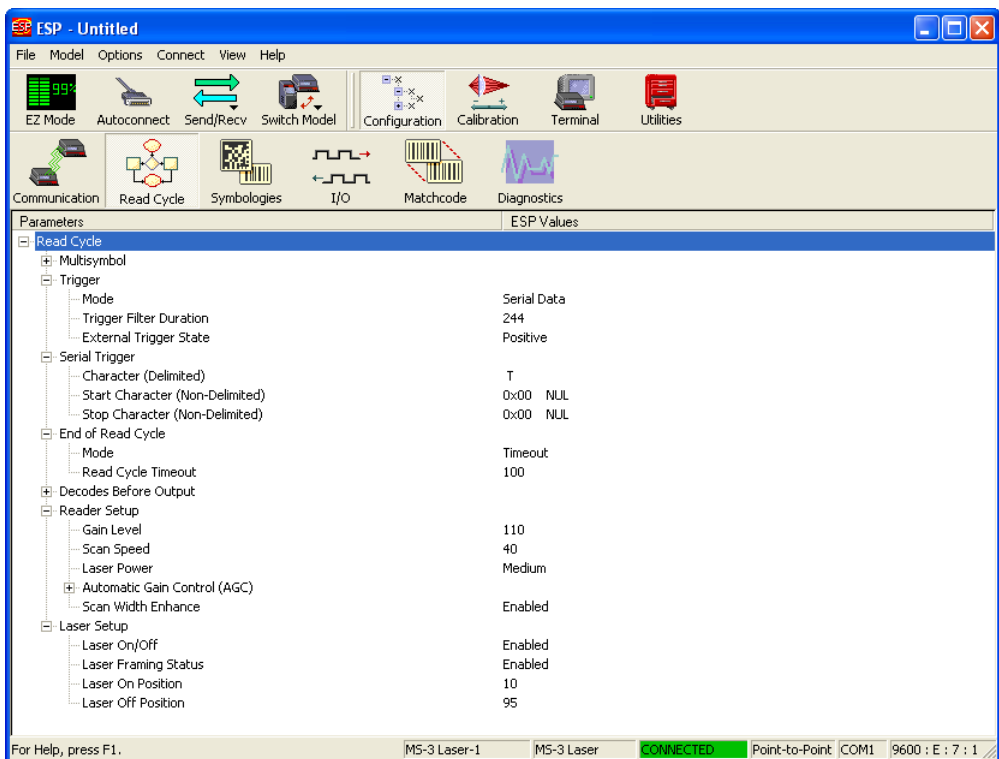 ESP - Untitled
File Model Options Connect View Help
99%
EZ Mode Autoconnect Send/Recv Switch Model Configuration Calibration Terminal Utilities
Communication Read Cycle Symbologies I/O Matchcode Diagnostics
Parameters ESP Values
Read Cycle
Multisymbol
Trigger
Mode Serial Data
Trigger Filter Duration 244
External Trigger State Positive
Serial Trigger
Character (Delimited) T
Start Character (Non-Delimited) 0x00 NUL
Stop Character (Non-Delimited) 0x00 NUL
End of Read Cycle
Mode Timeout
Read Cycle Timeout 100
Decodes Before Output
Reader Setup
Gain Level 110
Scan Speed 40
Laser Power Medium
Automatic Gain Control (AGC)
Scan Width Enhance Enabled
Laser Setup
Laser On/Off Enabled
Laser Framing Status Enabled
Laser On Position 10
Laser Off Position 95
For Help, press F1. MS-3 Laser-1 MS-3 Laser CONNECTED Point-to-Point COM1 9600 : E : 7 : 1